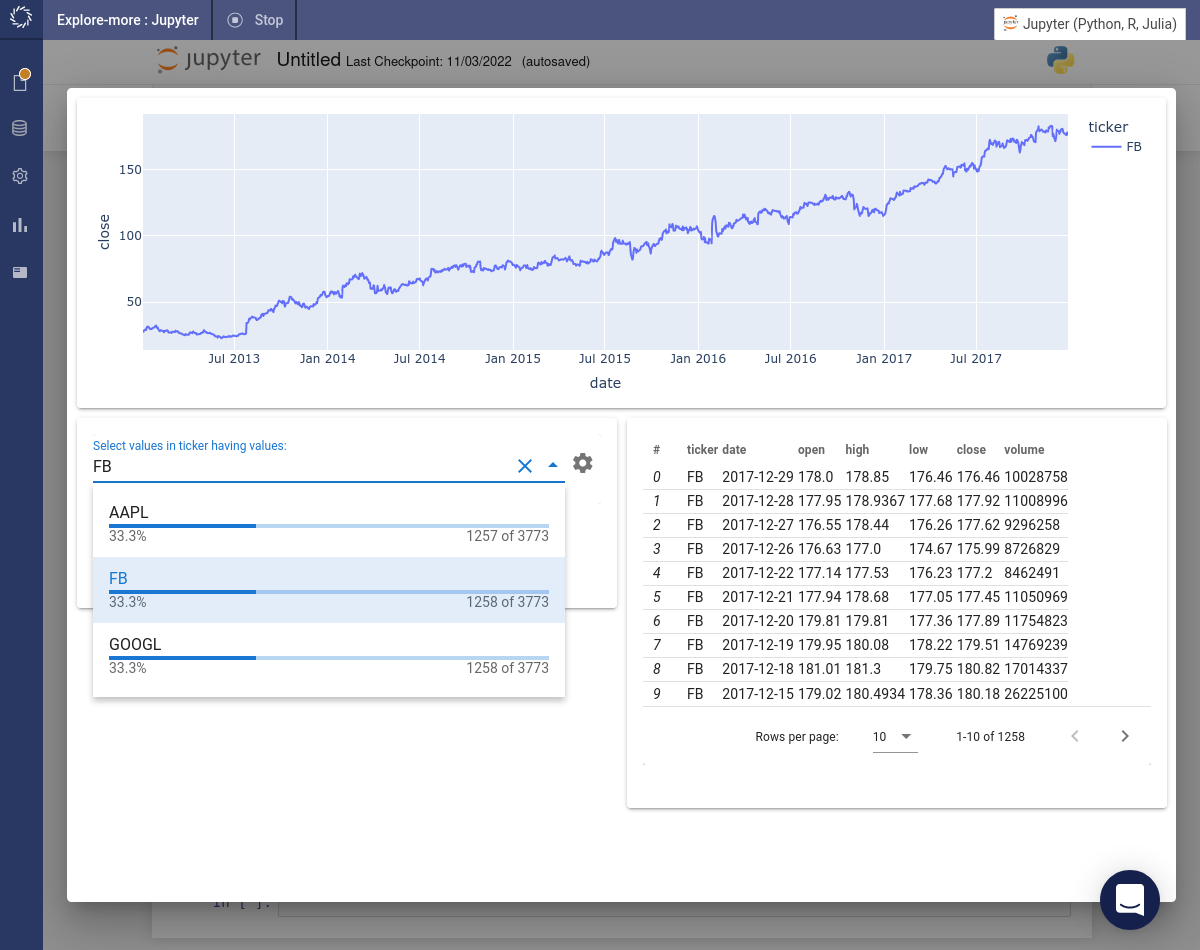 Explore-more : Jupyter
Stop
Jupyter (Python, R, Julia)
jupyter Untitled Last Checkpoint: 11/03/2022 (autosaved)
ticker
FB
150
100
50
close
Jul 2013 Jan 2014 Jul 2014 Jan 2015 Jul 2015 Jan 2016 Jul 2016 Jan 2017 Jul 2017
date
Select values in ticker having values:
FB
AAPL
33.3% 1257 of 3773
FB
33.3% 1258 of 3773
GOOGL
33.3% 1258 of 3773
# ticker date open high low close volume
0 FB 2017-12-29 178.0 178.85 176.46 176.46 10028758
1 FB 2017-12-28 177.95 178.9367 177.68 177.92 11008996
2 FB 2017-12-27 176.55 178.44 176.26 177.62 9296258
3 FB 2017-12-26 176.63 177.0 174.67 175.99 8726829
4 FB 2017-12-22 177.14 177.53 176.23 177.2 8462491
5 FB 2017-12-21 177.94 178.68 177.05 177.45 11050969
6 FB 2017-12-20 179.81 179.81 177.36 177.89 11754823
7 FB 2017-12-19 179.95 180.08 178.22 179.51 14769239
8 FB 2017-12-18 181.01 181.3 179.75 180.82 17014337
9 FB 2017-12-15 179.02 180.4934 178.36 180.18 26225100
Rows per page: 10 1-10 of 1258
In [ ]: